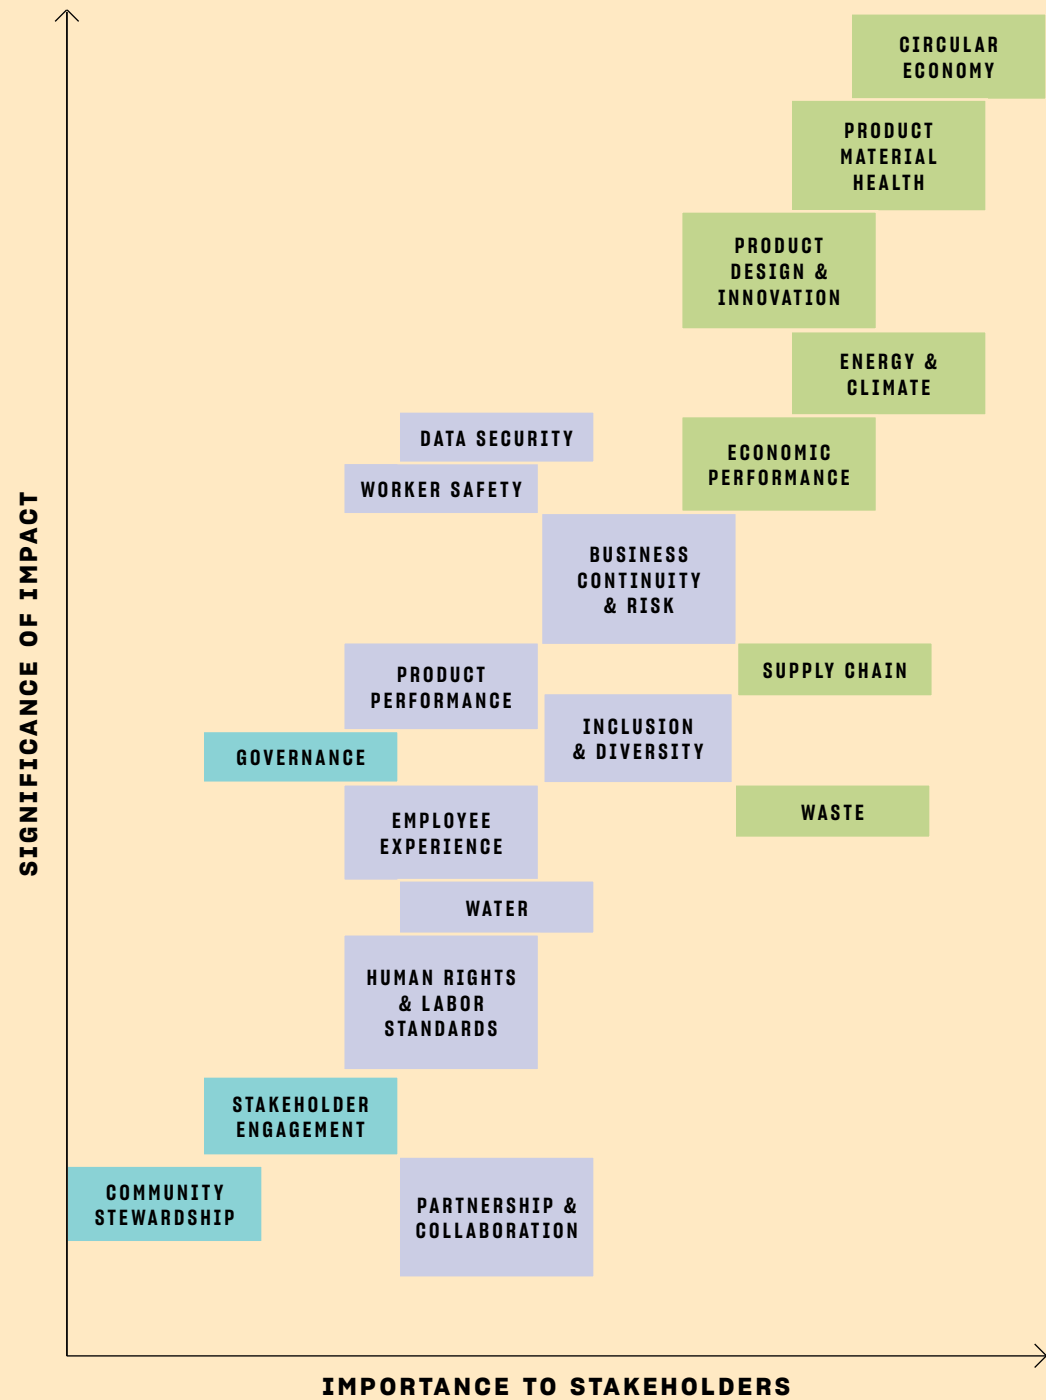 CIRCULAR
ECONOMY
PRODUCT
MATERIAL
HEALTH
PRODUCT
DESIGN &
INNOVATION
ENERGY &
CLIMATE
DATA SECURITY
ECONOMIC
PERFORMANCE
WORKER SAFETY
BUSINESS
CONTINUITY
& RISK
PRODUCT
PERFORMANCE
SUPPLY CHAIN
INCLUSION
& DIVERSITY
GOVERNANCE
EMPLOYEE
EXPERIENCE
WASTE
WATER
HUMAN RIGHTS
& LABOR
STANDARDS
STAKEHOLDER
ENGAGEMENT
COMMUNITY
STEWARDSHIP
PARTNERSHIP &
COLLABORATION
SIGNIFICANCE OF IMPACT
IMPORTANCE TO STAKEHOLDERS